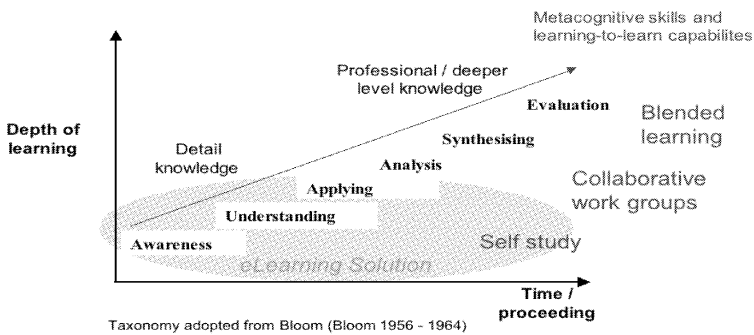 Metacognitive skills and
learning-to-learn capabilites
Professional / deeper
level knowledge
Evaluation
Blended
learning
Depth of
learning
Synthesising
Detail
knowledge
Analysis
Applying
Collaborative
work groups
Understanding
Awareness
Self study
eLearning Solution
Time /
proceeding
Taxonomy adopted from Bloom (Bloom 1956 - 1964)